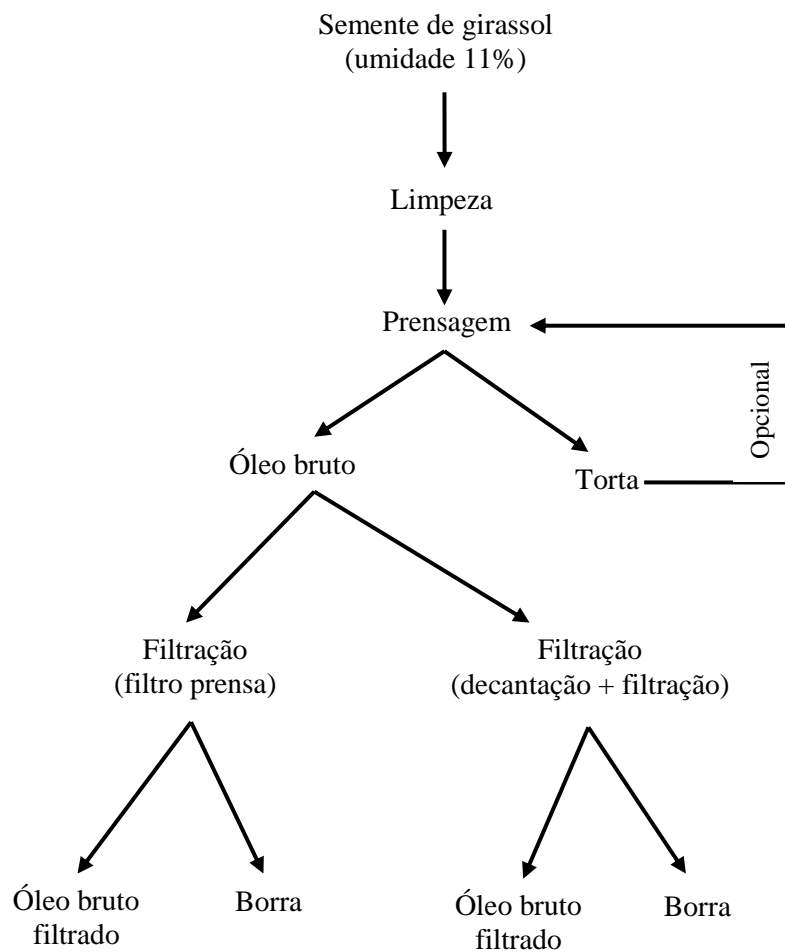 Semente de girassol
(umidade 11%)
Limpeza
Prensagem
Opcional
Óleo bruto
Torta
Filtração
(filtro prensa)
Filtração
(decantação + filtração)
Óleo bruto
filtrado
Borra
Óleo bruto
filtrado
Borra